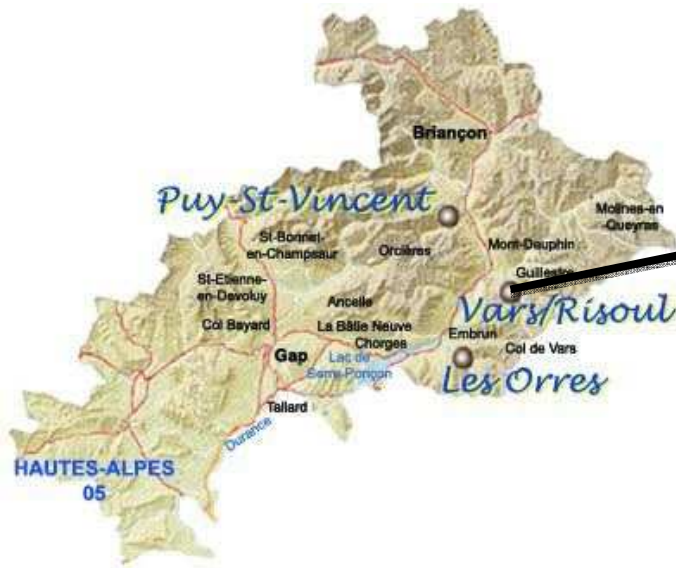 Briançon
Puy-St-Vincent
Molines-en
-Queyras
St-Bonnet-
en-Champsaur
Orcières
Mont-Dauphin
Guillestre
St-Etienne-
en-Devoluy
Ancelle
Vars/Risoul
Col Bayard
La Bâtie Neuve
Chorges
Embrun
Col de Vars
Gap
Lac de
Serre-Ponçon
Les Orres
Tallard
Durance
HAUTES-ALPES
05